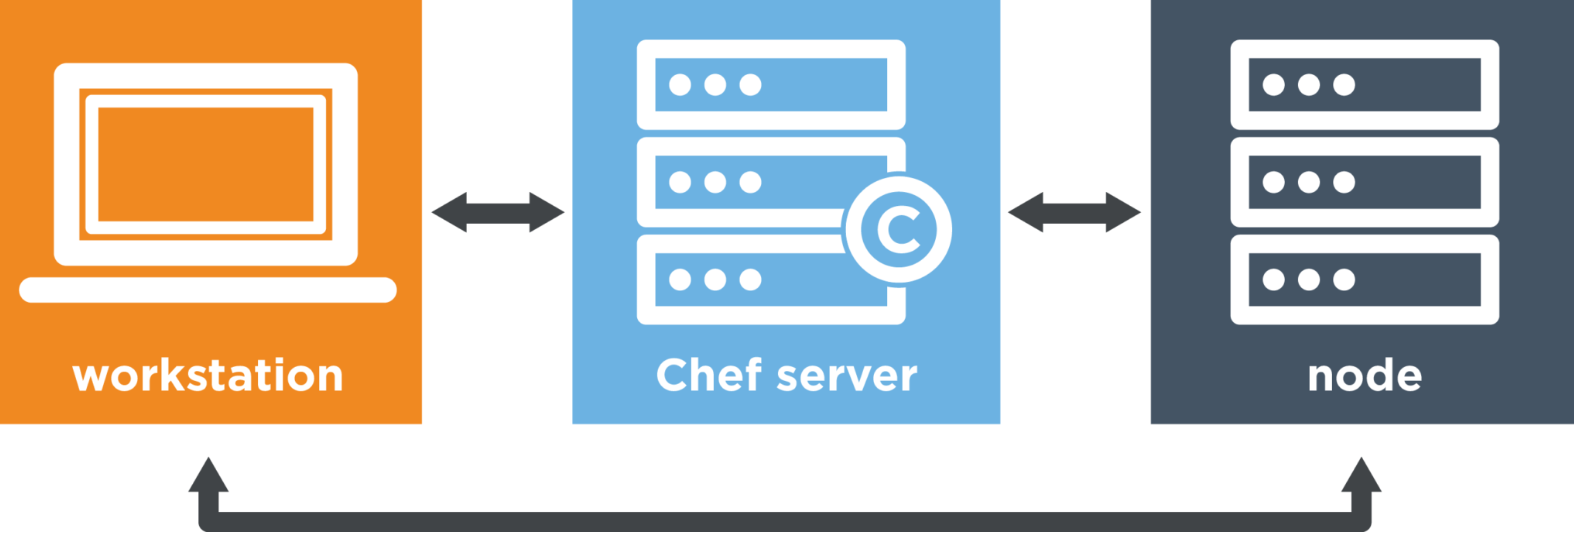 C
workstation
Chef server
node